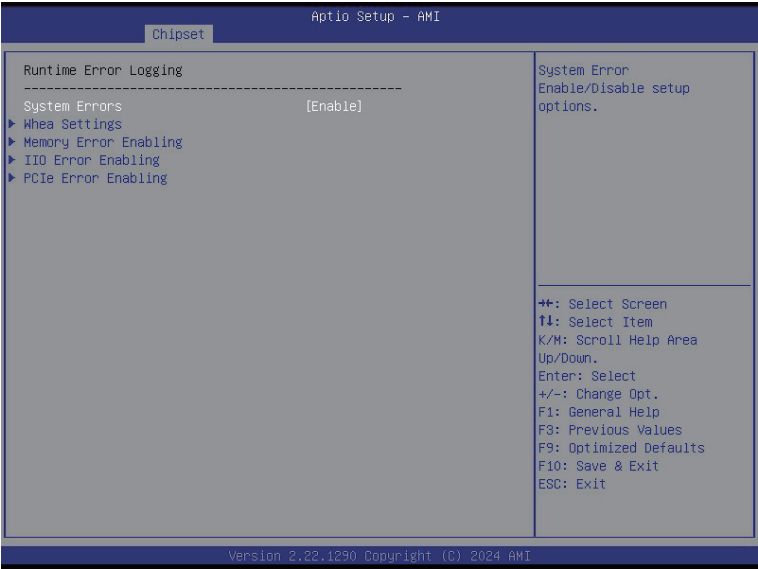 Aptio Setup – AMI
Chipset
Runtime Error Logging
--------------------------------------------------
System Errors [Enable]
▶ Whea Settings
▶ Memory Error Enabling
▶ IIO Error Enabling
▶ PCIe Error Enabling
System Error
Enable/Disable setup
options.
→←: Select Screen
↑↓: Select Item
K/M: Scroll Help Area
Up/Down.
Enter: Select
+/-: Change Opt.
F1: General Help
F3: Previous Values
F9: Optimized Defaults
F10: Save & Exit
ESC: Exit
Version 2.22.1290 Copyright (C) 2024 AMI